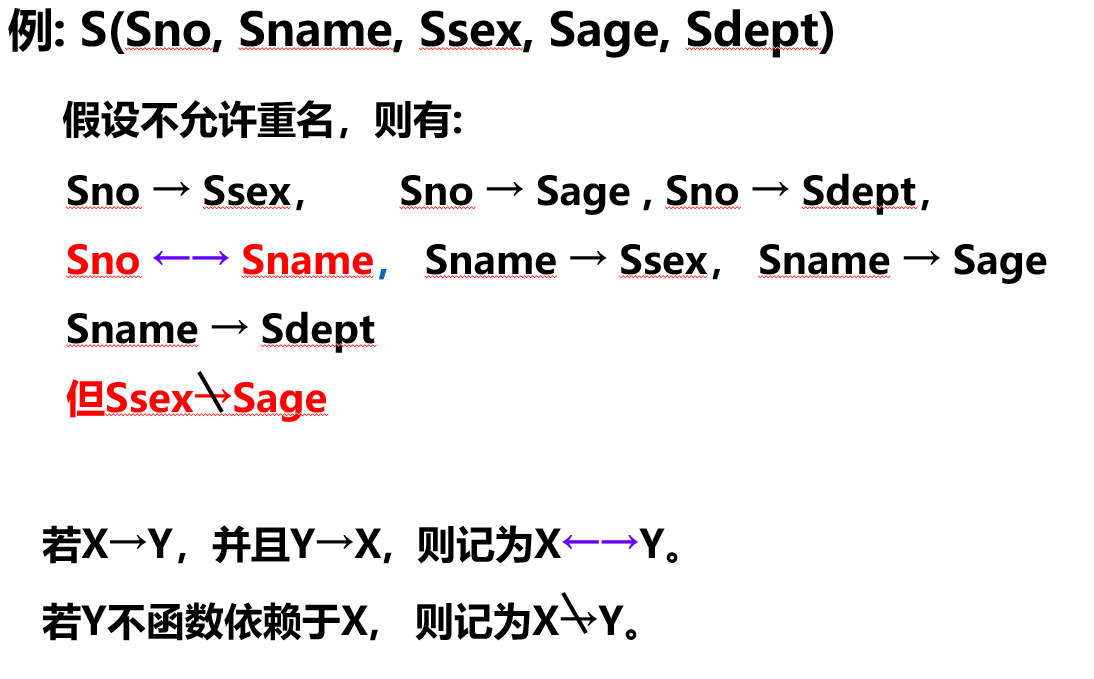 例: S(Sno, Sname, Ssex, Sage, Sdept)
假设不允许重名，则有:
Sno → Ssex， Sno → Sage , Sno → Sdept，
Sno ←→ Sname， Sname → Ssex， Sname → Sage
Sname → Sdept
但Ssex↛Sage
若X→Y，并且Y→X，则记为X←→Y。
若Y不函数依赖于X， 则记为X↛Y。